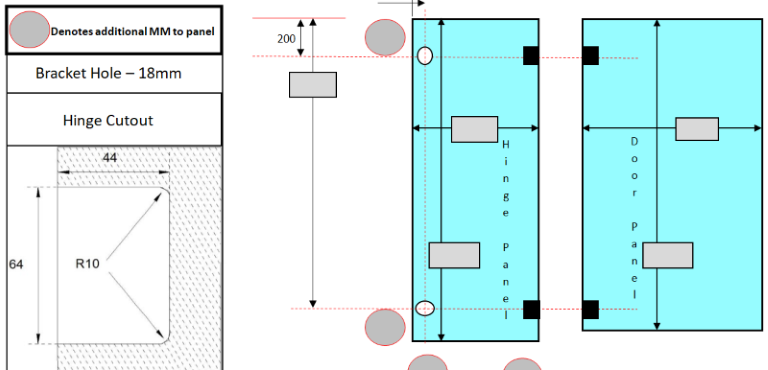 Denotes additional MM to panel
Bracket Hole – 18mm
Hinge Cutout
44
64
R10
200
Hinge Panel
Door Panel